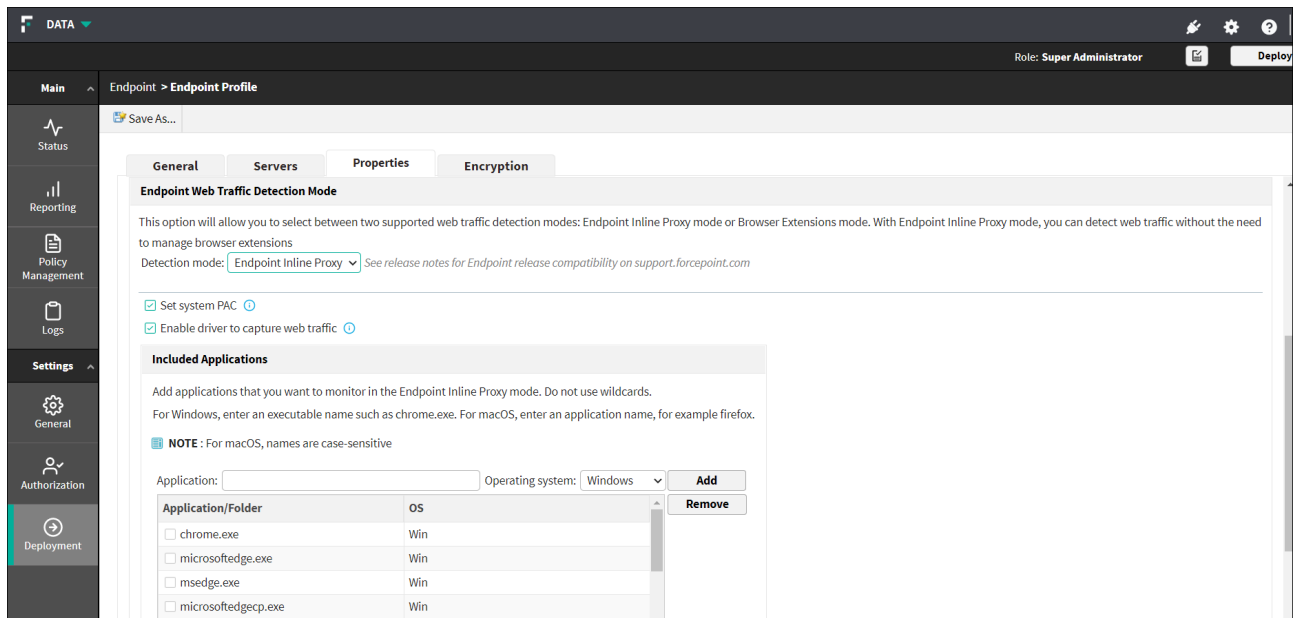 DATA
Role: Super Administrator
Deploy
Main
Endpoint > Endpoint Profile
Save As...
Status
General
Servers
Properties
Encryption
Endpoint Web Traffic Detection Mode
Reporting
This option will allow you to select between two supported web traffic detection modes: Endpoint Inline Proxy mode or Browser Extensions mode. With Endpoint Inline Proxy mode, you can detect web traffic without the need
to manage browser extensions
Policy
Management
Detection mode: Endpoint Inline Proxy See release notes for Endpoint release compatibility on support.forcepoint.com
Set system PAC
Logs
Enable driver to capture web traffic
Settings
Included Applications
Add applications that you want to monitor in the Endpoint Inline Proxy mode. Do not use wildcards.
For Windows, enter an executable name such as chrome.exe. For macOS, enter an application name, for example firefox.
General
NOTE : For macOS, names are case-sensitive
Authorization
Application: Operating system: Windows Add
Application/Folder OS Remove
chrome.exe Win
Deployment
microsoftedge.exe Win
msedge.exe Win
microsoftedgecp.exe Win